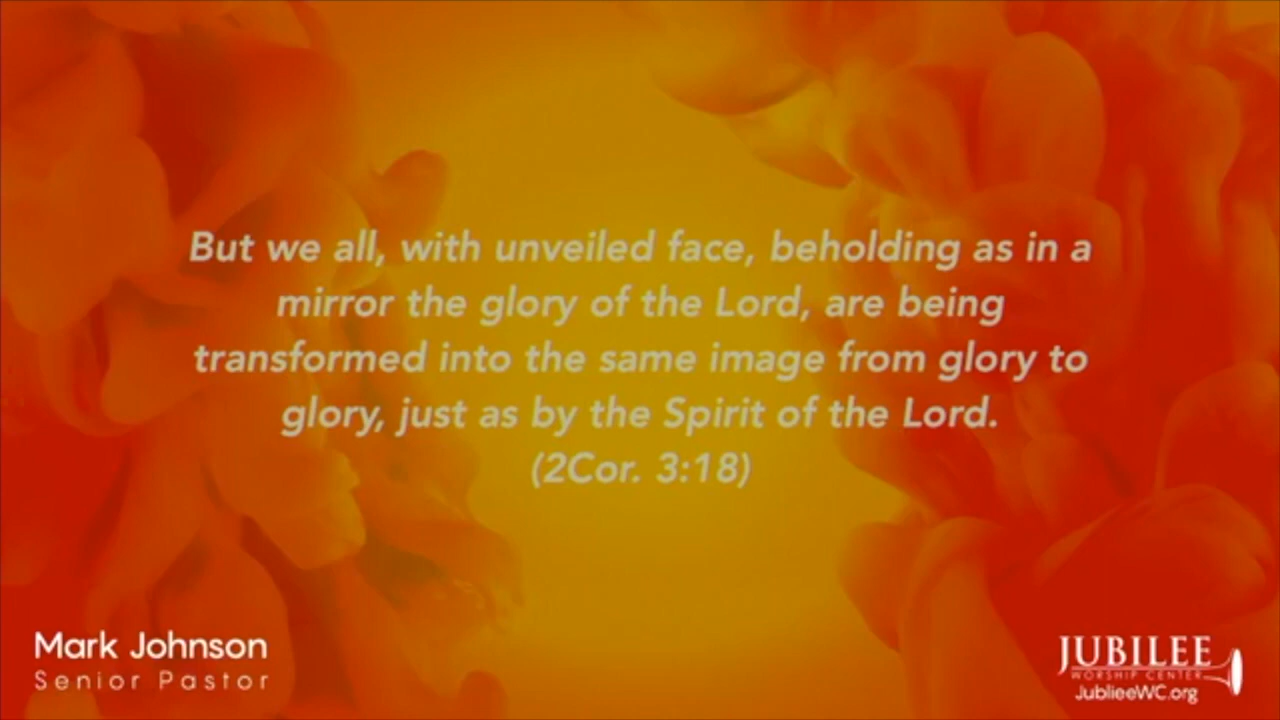 But we all, with unveiled face, beholding as in a
mirror the glory of the Lord, are being
transformed into the same image from glory to
glory, just as by the Spirit of the Lord.
(2Cor. 3:18)
Mark Johnson
Senior Pastor
JUBILEE
WORSHIP CENTER
JublieeWC.org